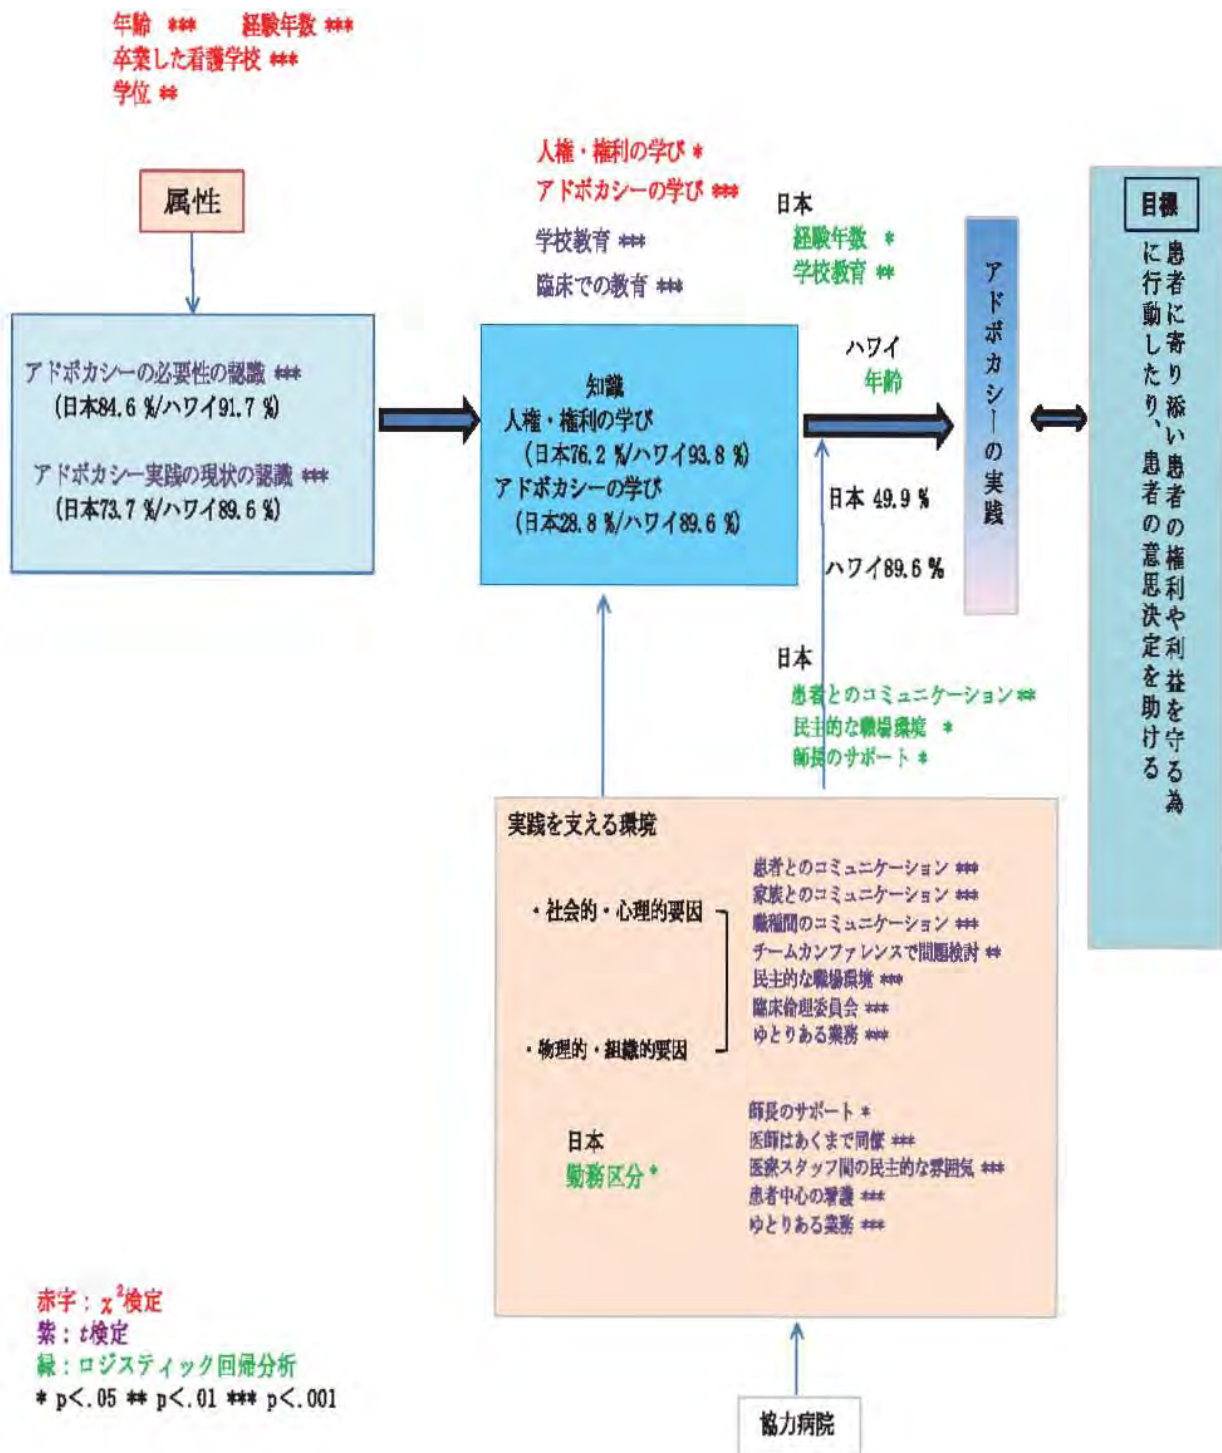 年齢 ***　経験年数 ***
卒業した看護学校 ***
学位 **
属性
アドボカシーの必要性の認識 ***
(日本84.6 %/ハワイ91.7 %)
アドボカシー実践の現状の認識 ***
(日本73.7 %/ハワイ89.6 %)
人権・権利の学び *
アドボカシーの学び ***
学校教育 ***
臨床での教育 ***
知識
人権・権利の学び
(日本76.2 %/ハワイ93.8 %)
アドボカシーの学び
(日本28.8 %/ハワイ89.6 %)
日本
経験年数 *
学校教育 **
ハワイ
年齢
日本 49.9 %
ハワイ89.6 %
日本
患者とのコミュニケーション **
民主的な職場環境 *
師長のサポート *
アドボカシーの実践
目標
患者に寄り添い患者の権利や利益を守る為
に行動したり、患者の意思決定を助ける
実践を支える環境
・社会的・心理的要因
・物理的・組織的要因
患者とのコミュニケーション ***
家族とのコミュニケーション ***
職種間のコミュニケーション ***
チームカンファレンスで問題検討 **
民主的な職場環境 ***
臨床倫理委員会 ***
ゆとりある業務 ***
日本
勤務区分 *
師長のサポート *
医師はあくまで同僚 ***
医療スタッフ間の民主的な雰囲気 ***
患者中心の看護 ***
ゆとりある業務 ***
協力病院
赤字：χ²検定
紫：t検定
緑：ロジスティック回帰分析
* p<.05 ** p<.01 *** p<.001